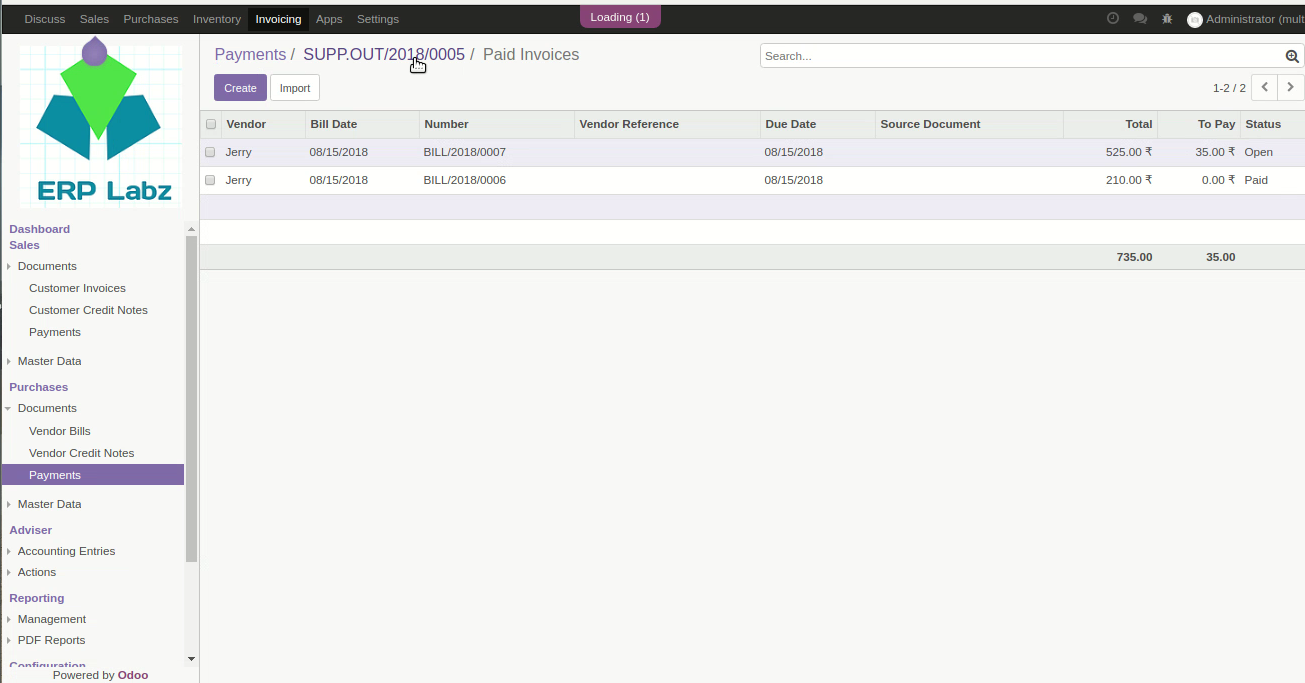 Discuss Sales Purchases Inventory Invoicing Apps Settings Loading (1) Administrator (mult
Payments / SUPP.OUT/2018/0005 / Paid Invoices
Search...
Create Import
1-2 / 2
Vendor Bill Date Number Vendor Reference Due Date Source Document Total To Pay Status
Jerry 08/15/2018 BILL/2018/0007 08/15/2018 525.00 ₹ 35.00 ₹ Open
Jerry 08/15/2018 BILL/2018/0006 08/15/2018 210.00 ₹ 0.00 ₹ Paid
735.00 35.00
ERP Labz
Dashboard
Sales
Documents
Customer Invoices
Customer Credit Notes
Payments
Master Data
Purchases
Documents
Vendor Bills
Vendor Credit Notes
Payments
Master Data
Adviser
Accounting Entries
Actions
Reporting
Management
PDF Reports
Configuration
Powered by Odoo